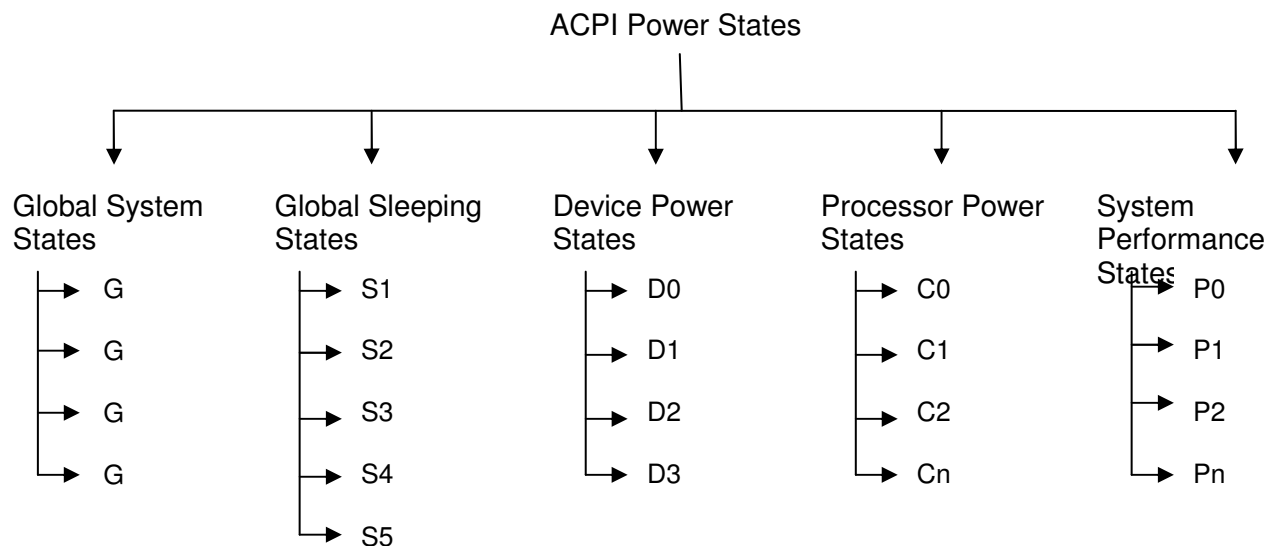 ACPI Power States
Global System
States
G
G
G
G
Global Sleeping
States
S1
S2
S3
S4
S5
Device Power
States
D0
D1
D2
D3
Processor Power
States
C0
C1
C2
Cn
System
Performance
States
P0
P1
P2
Pn